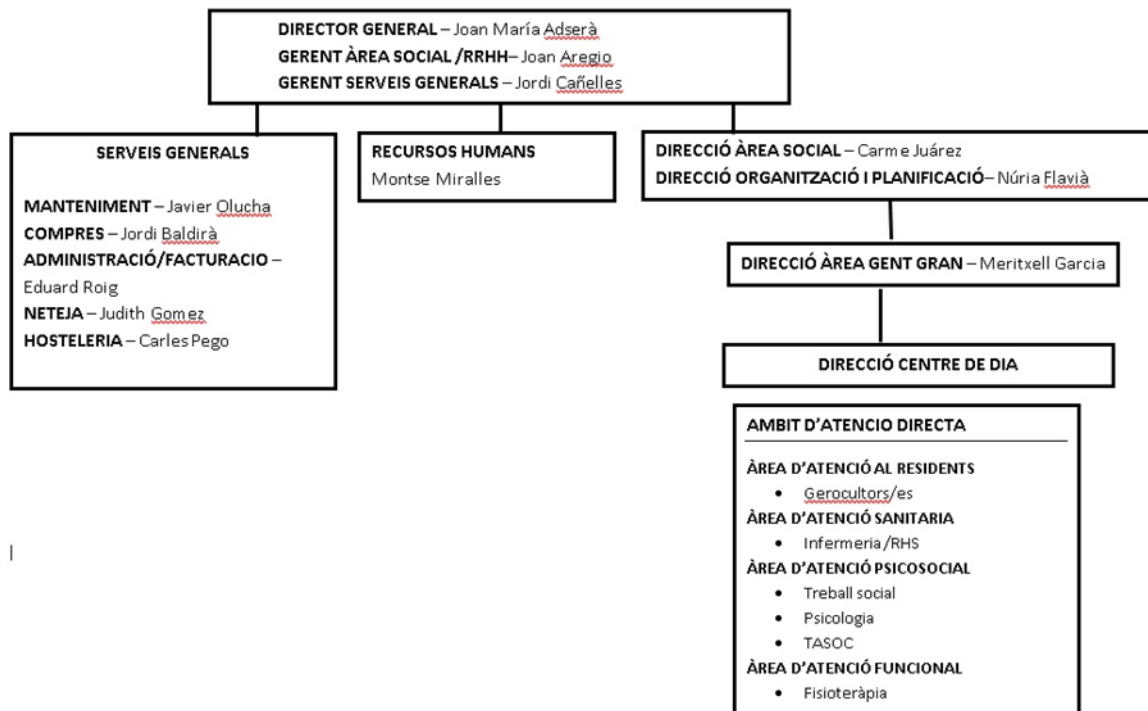 DIRECTOR GENERAL – Joan María Adserà
GERENT ÀREA SOCIAL /RRHH– Joan Aregio
GERENT SERVEIS GENERALS - Jordi Cañelles
SERVEIS GENERALS
MANTENIMENT – Javier Olucha
COMPRES – Jordi Baldirà
ADMINISTRACIÓ/FACTURACIO –
Eduard Roig
NETEJA – Judith Gomez
HOSTELERIA – Carles Pego
RECURSOS HUMANS
Montse Miralles
DIRECCIÓ ÀREA SOCIAL – Carme Juárez
DIRECCIÓ ORGANITZACIÓ I PLANIFICACIÓ– Núria Flavià
DIRECCIÓ ÀREA GENT GRAN – Meritxell Garcia
DIRECCIÓ CENTRE DE DIA
AMBIT D'ATENCIO DIRECTA
ÀREA D'ATENCIÓ AL RESIDENTS
• Gerocultors/es
ÀREA D'ATENCIÓ SANITARIA
• Infermeria/RHS
ÀREA D'ATENCIÓ PSICOSOCIAL
• Treball social
• Psicologia
• TASOC
ÀREA D'ATENCIÓ FUNCIONAL
• Fisioteràpia